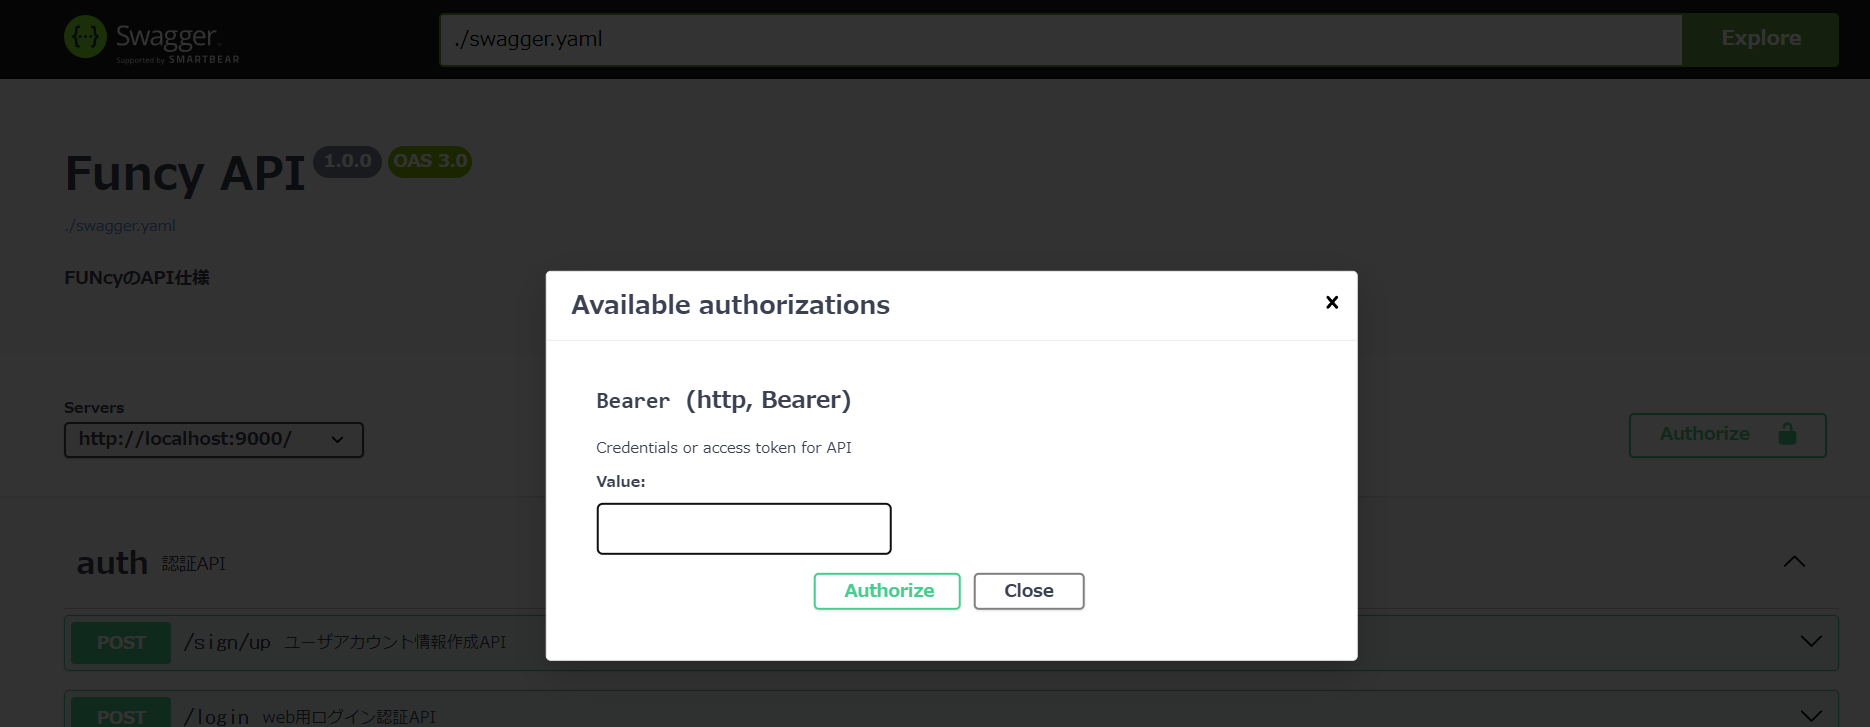 Swagger
Supported by SMARTBEAR
./swagger.yaml
Explore
Funcy API 1.0.0 OAS 3.0
./swagger.yaml
FUNcyのAPI仕様
Available authorizations
Bearer (http, Bearer)
Credentials or access token for API
Value:
Authorize
Close
Servers
http://localhost:9000/
Authorize
auth 認証API
POST /sign/up ユーザアカウント情報作成API
POST /login web用ログイン認証API